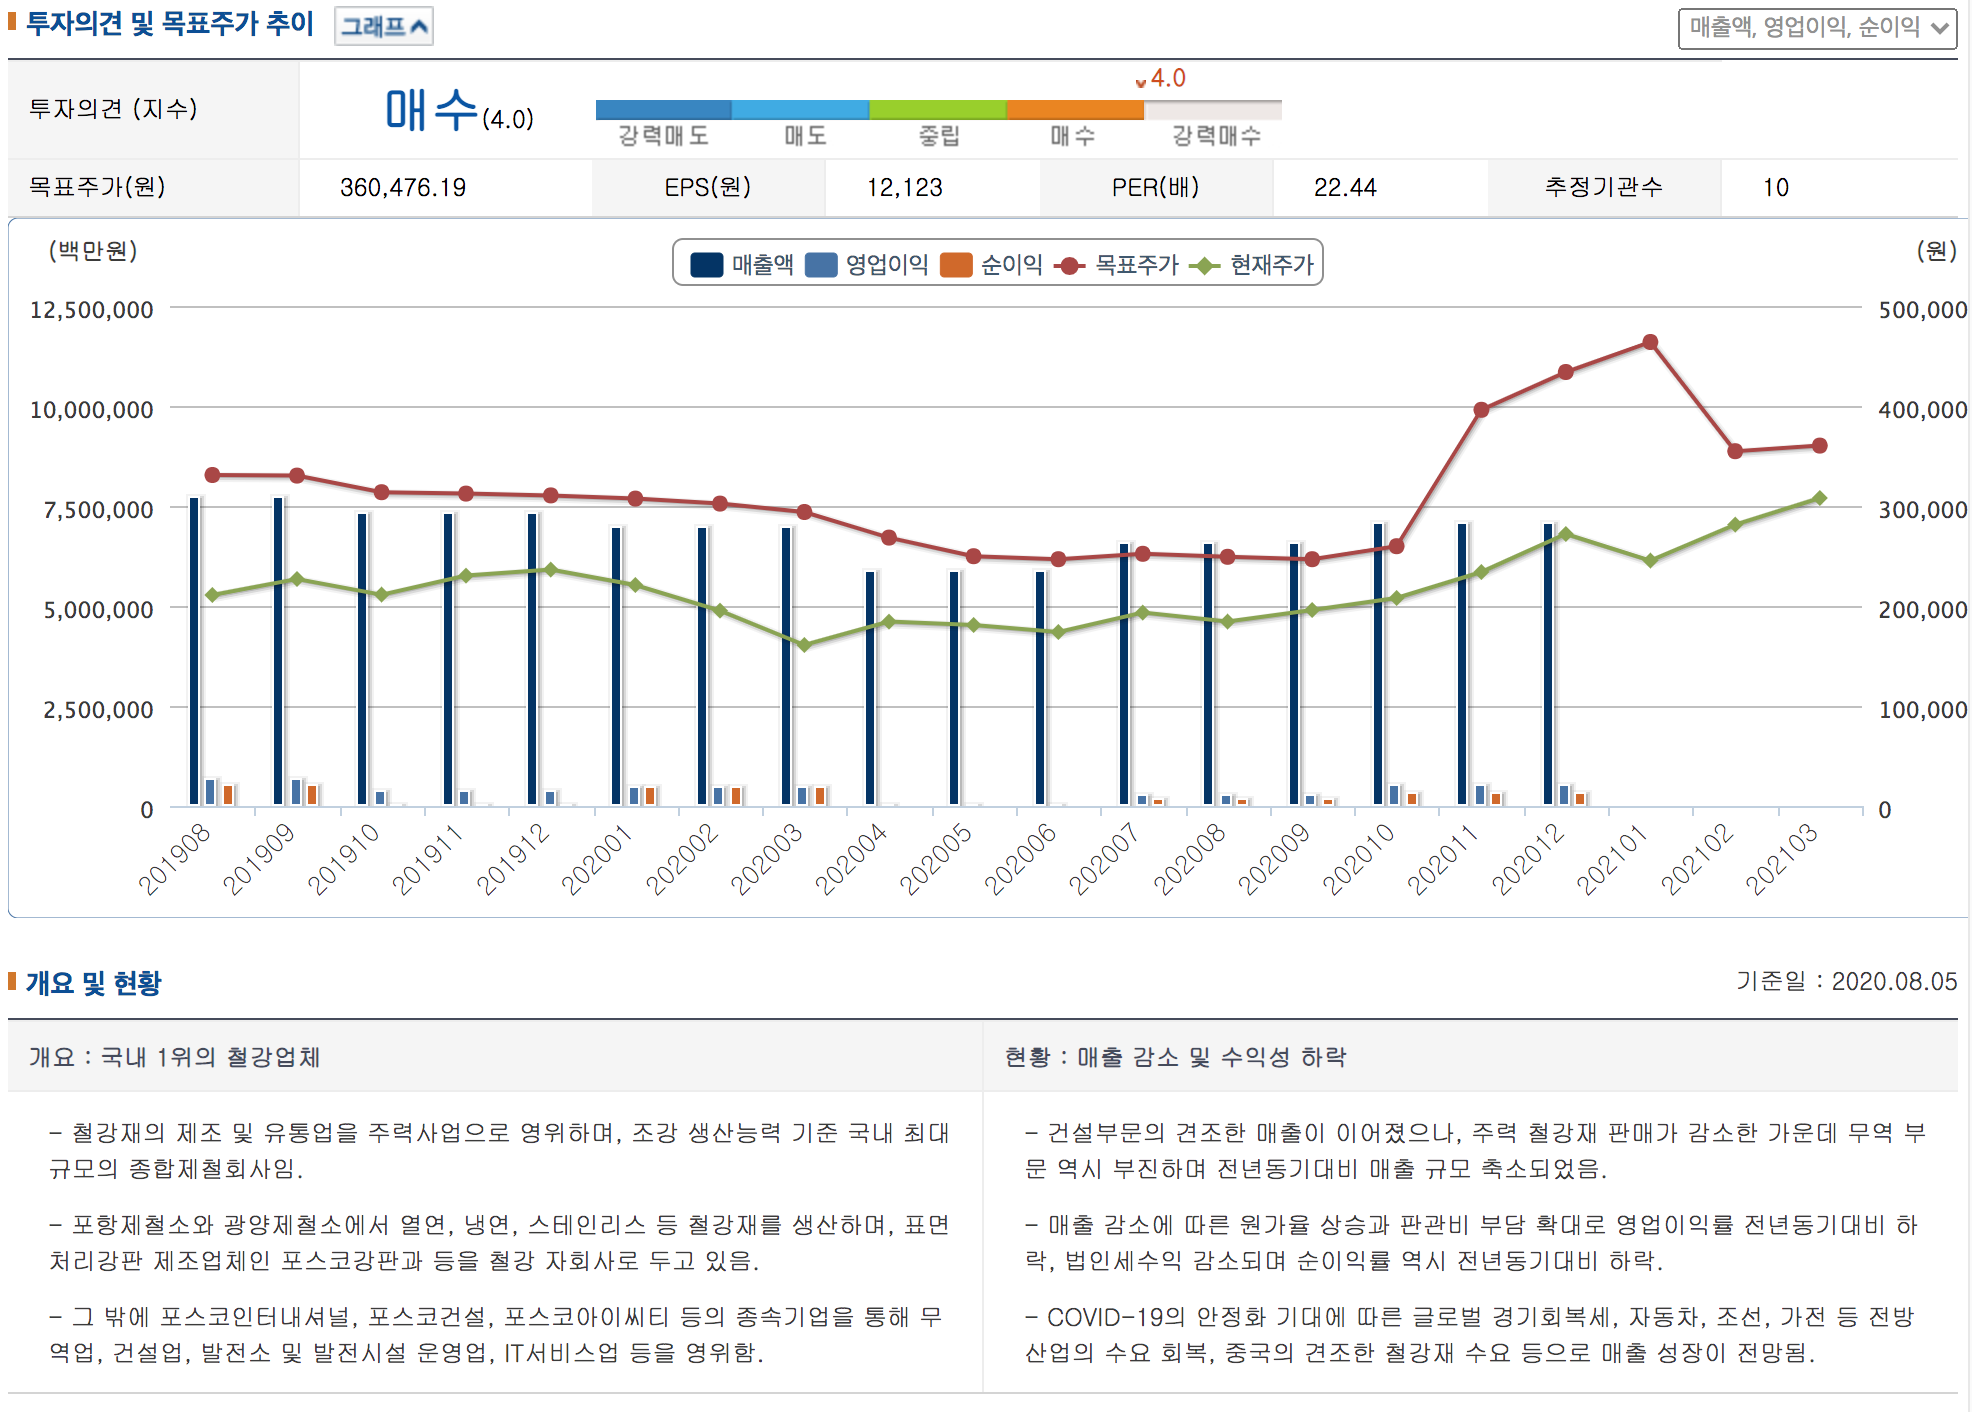 투자의견 및 목표주가 추이
그래프
매출액, 영업이익, 순이익
투자의견 (지수)
매수(4.0)
4.0
강력매도 매도 중립 매수 강력매수
목표주가(원) 360,476.19 EPS(원) 12,123 PER(배) 22.44 추정기관수 10
(백만원)
(원)
매출액 영업이익 순이익 목표주가 현재주가
12,500,000 500,000
10,000,000 400,000
7,500,000 300,000
5,000,000 200,000
2,500,000 100,000
0 0
201908 201909 201910 201911 201912 202001 202002 202003 202004 202005 202006 202007 202008 202009 202010 202011 202012 202101 202102 202103
개요 및 현황
기준일 : 2020.08.05
개요 : 국내 1위의 철강업체
- 철강재의 제조 및 유통업을 주력사업으로 영위하며, 조강 생산능력 기준 국내 최대
규모의 종합제철회사임.
- 포항제철소와 광양제철소에서 열연, 냉연, 스테인리스 등 철강재를 생산하며, 표면
처리강판 제조업체인 포스코강판과 등을 철강 자회사로 두고 있음.
- 그 밖에 포스코인터내셔널, 포스코건설, 포스코아이씨티 등의 종속기업을 통해 무
역업, 건설업, 발전소 및 발전시설 운영업, IT서비스업 등을 영위함.
현황 : 매출 감소 및 수익성 하락
- 건설부문의 견조한 매출이 이어졌으나, 주력 철강재 판매가 감소한 가운데 무역 부
문 역시 부진하며 전년동기대비 매출 규모 축소되었음.
- 매출 감소에 따른 원가율 상승과 판관비 부담 확대로 영업이익률 전년동기대비 하
락, 법인세수익 감소되며 순이익률 역시 전년동기대비 하락.
- COVID-19의 안정화 기대에 따른 글로벌 경기회복세, 자동차, 조선, 가전 등 전방
산업의 수요 회복, 중국의 견조한 철강재 수요 등으로 매출 성장이 전망됨.